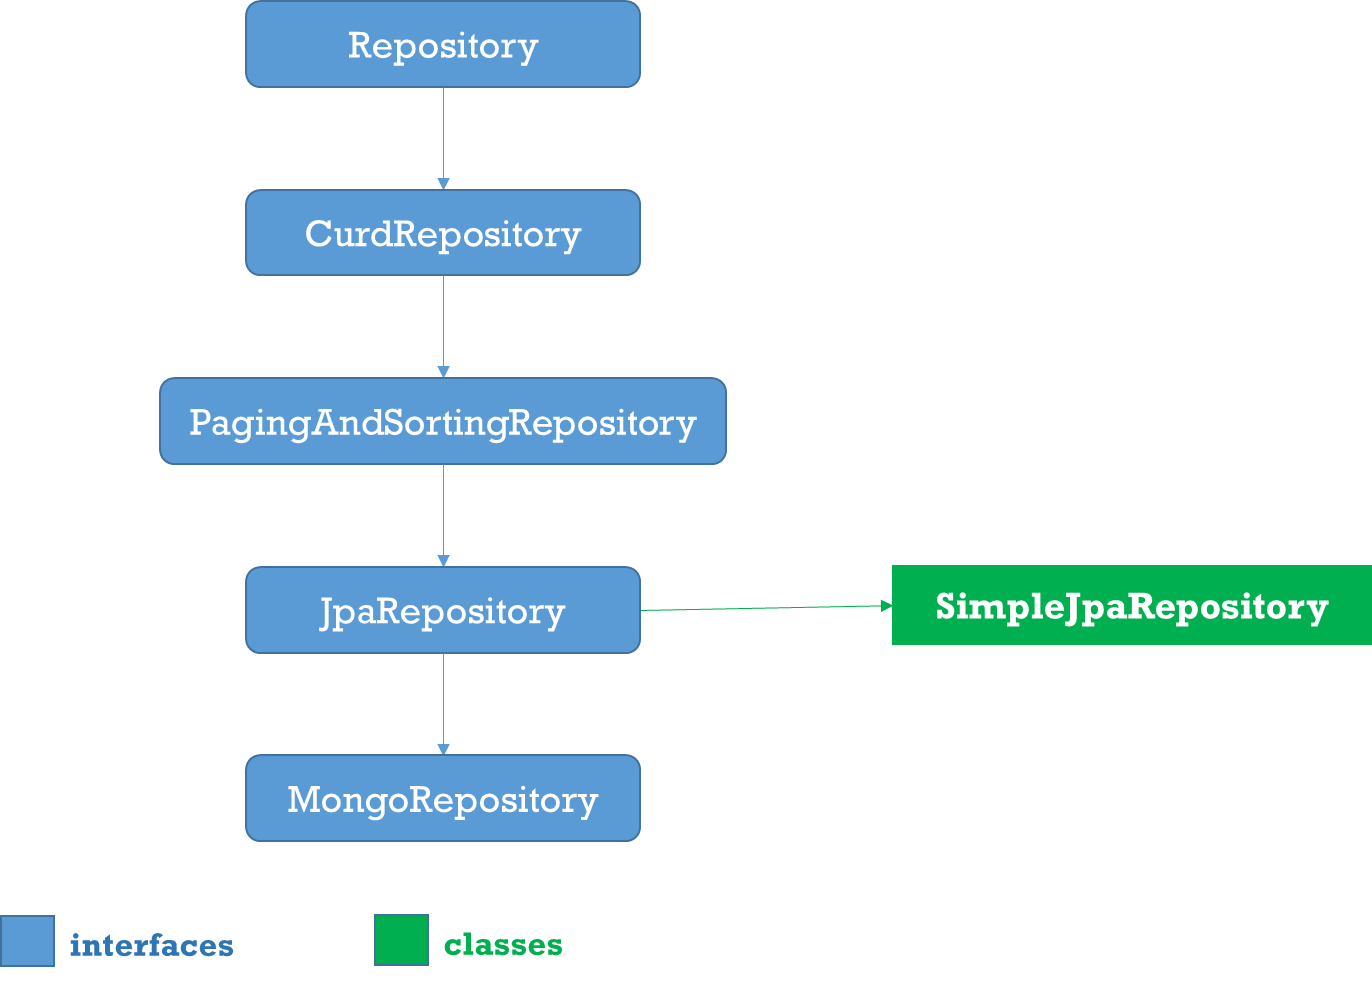 Repository
CurdRepository
PagingAndSortingRepository
JpaRepository
SimpleJpaRepository
MongoRepository
interfaces
classes